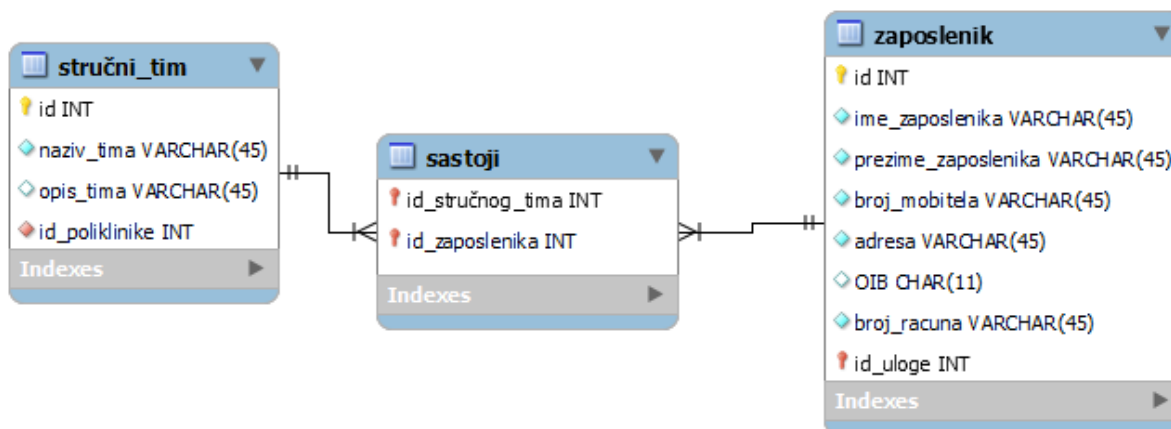 stručni_tim
id INT
naziv_tima VARCHAR(45)
opis_tima VARCHAR(45)
id_poliklinike INT
Indexes
sastoji
id_stručnog_tima INT
id_zaposlenika INT
Indexes
zaposlenik
id INT
ime_zaposlenika VARCHAR(45)
prezime_zaposlenika VARCHAR(45)
broj_mobitela VARCHAR(45)
adresa VARCHAR(45)
OIB CHAR(11)
broj_racuna VARCHAR(45)
id_uloge INT
Indexes